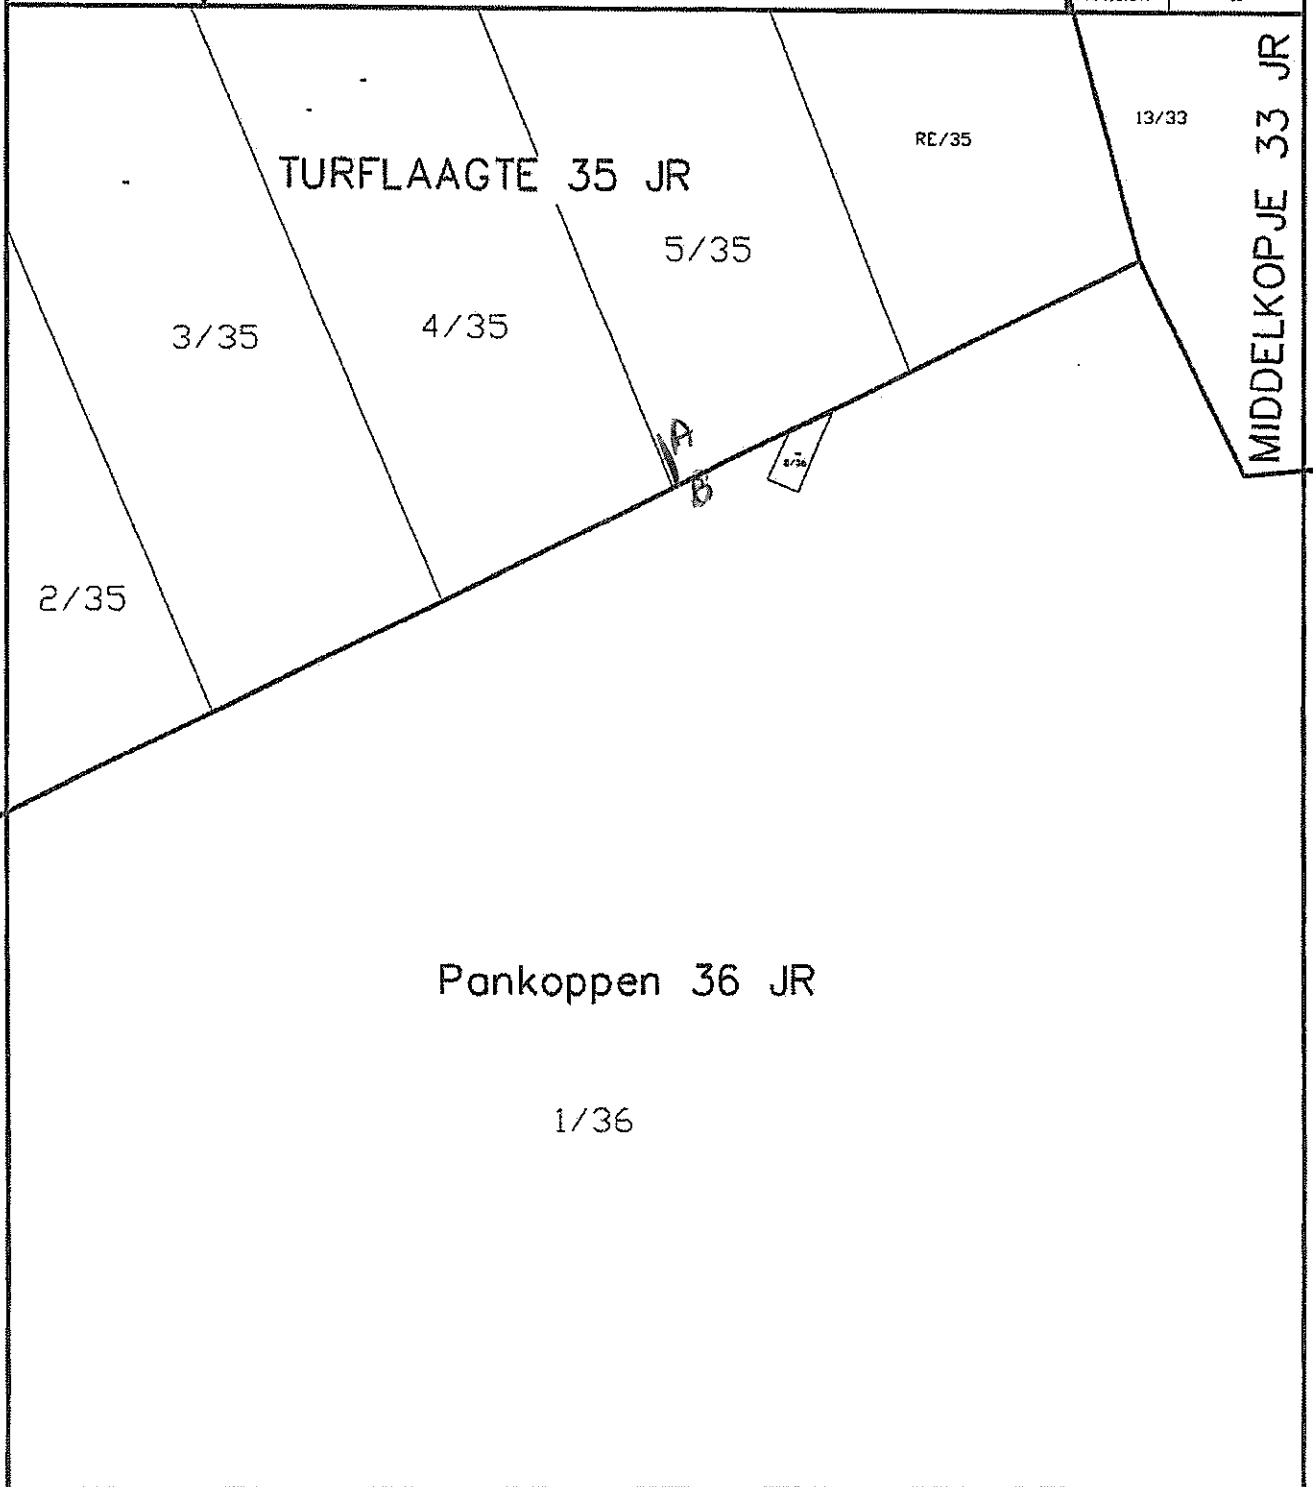 13/33
RE/35
MIDDELKOPJE 33 JR
TURFLAAGTE 35 JR
5/35
4/35
3/35
A
B
2/35
Pankoppen 36 JR
1/36